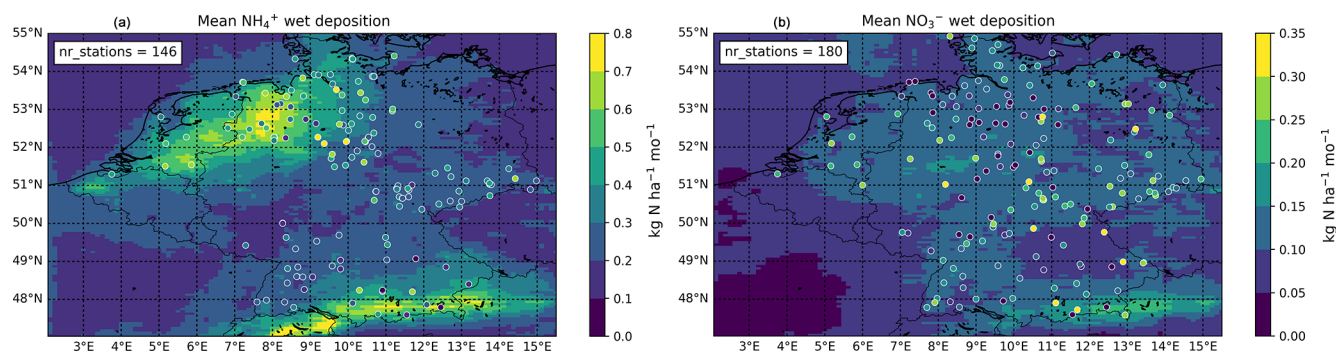 (a) Mean NH₄⁺ wet deposition
nr_stations = 146
55°N
54°N
53°N
52°N
51°N
50°N
49°N
48°N
3°E 4°E 5°E 6°E 7°E 8°E 9°E 10°E 11°E 12°E 13°E 14°E 15°E
0.8
0.7
0.6
0.5
0.4
0.3
0.2
0.1
0.0
kg N ha⁻¹ mo⁻¹
(b) Mean NO₃⁻ wet deposition
nr_stations = 180
55°N
54°N
53°N
52°N
51°N
50°N
49°N
48°N
3°E 4°E 5°E 6°E 7°E 8°E 9°E 10°E 11°E 12°E 13°E 14°E 15°E
0.35
0.30
0.25
0.20
0.15
0.10
0.05
0.00
kg N ha⁻¹ mo⁻¹